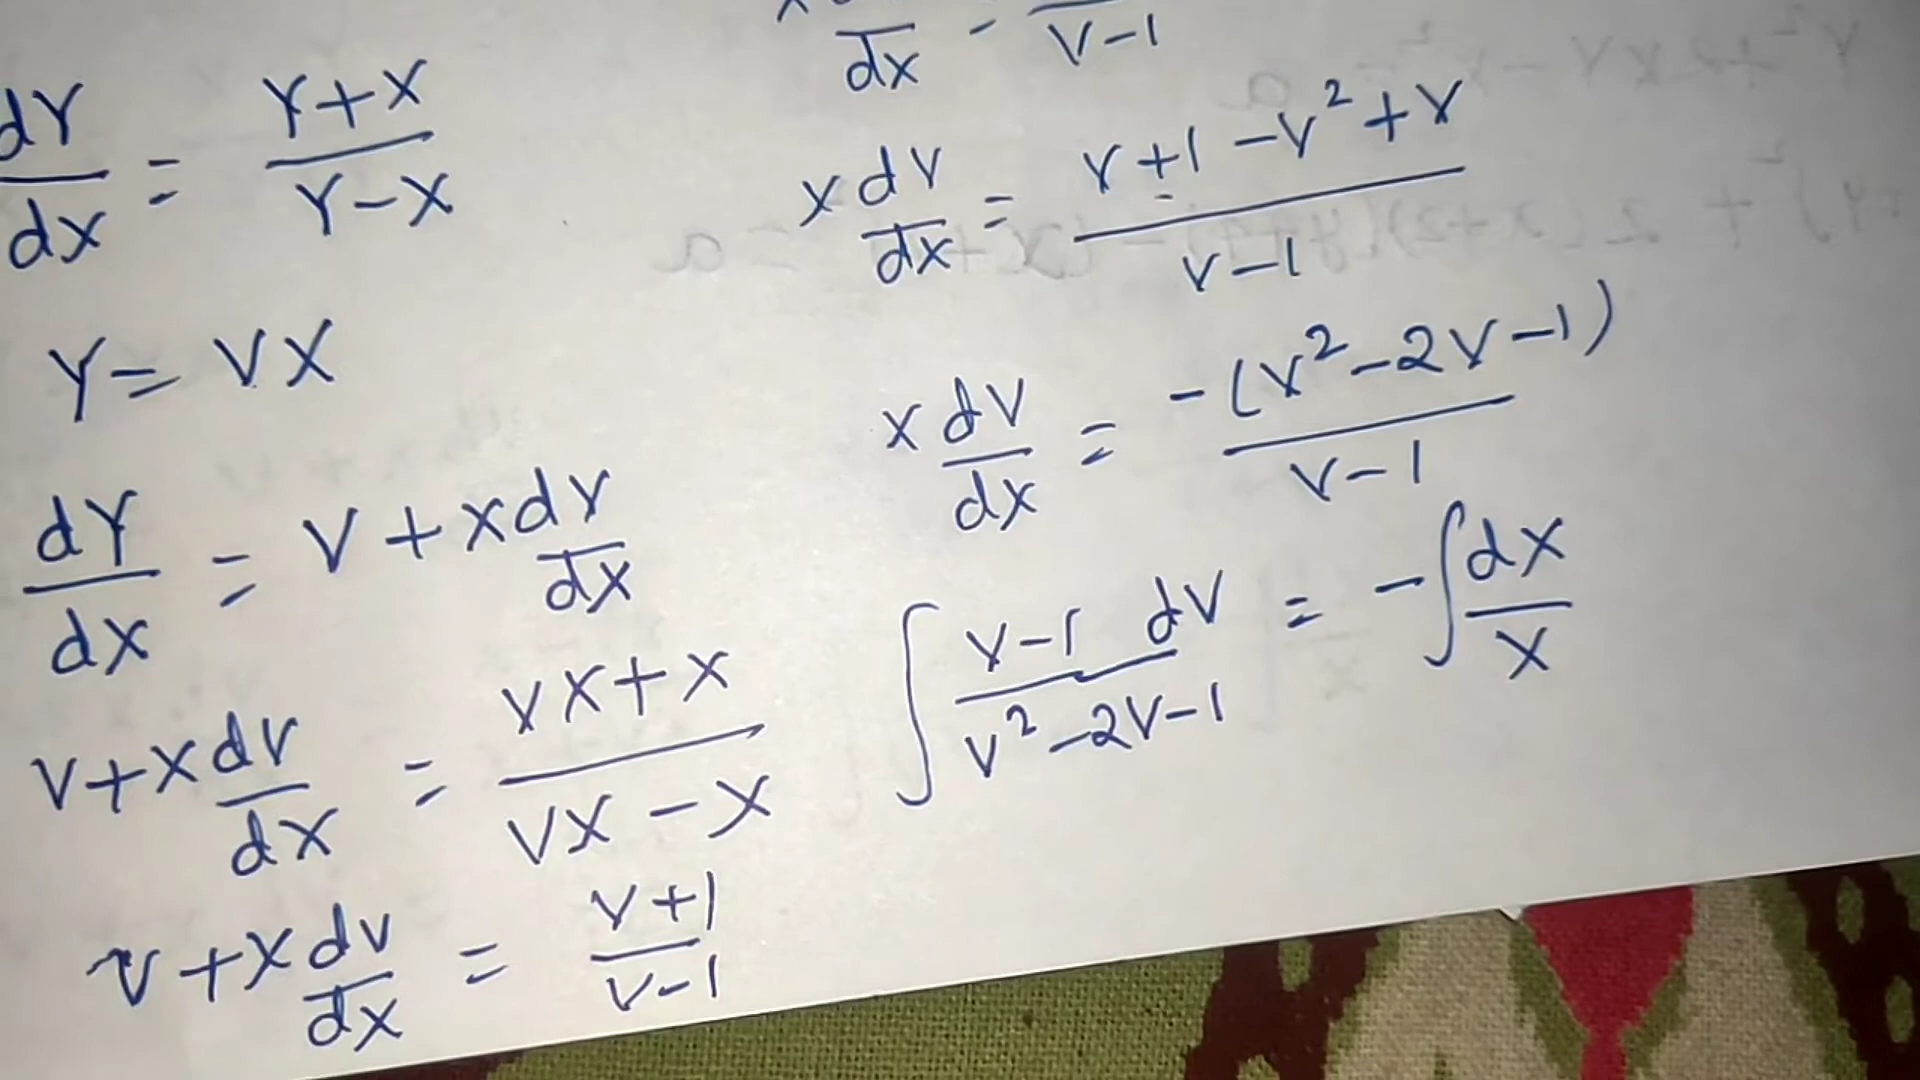 dY/dx = Y+X/Y-X
Y = VX
dY/dx = V + X dV/dx
V + X dV/dx = VX+X/VX-X
V + X dV/dx = V+1/V-1
dx - V-1
X dV/dx = V+1-V²+V/V-1
X dV/dx = -(V²-2V-1)/V-1
∫ V-1 dV/V²-2V-1 = -∫ dX/X